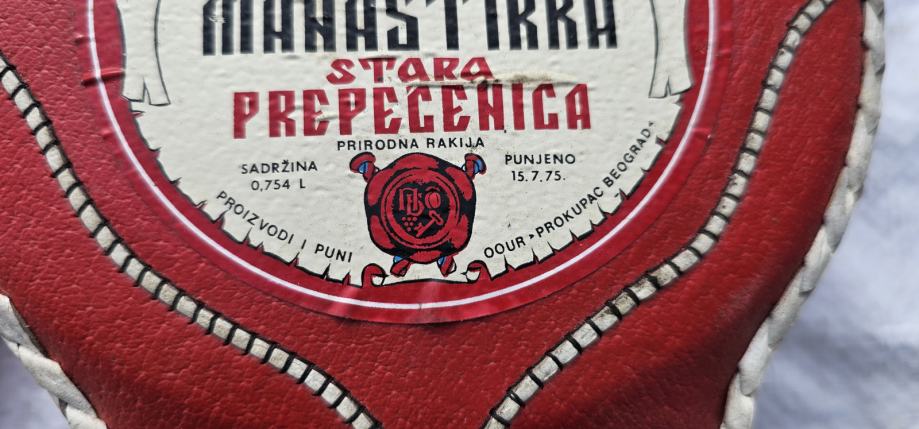 MANASTIRKA
STARA
PREPEČENICA
PRIRODNA RAKIJA
SADRŽINA
0,754 L
PUNJENO
15.7.75.
PROIZVODI I PUNI
OOUR "PROKUPAC BEOGRAD"